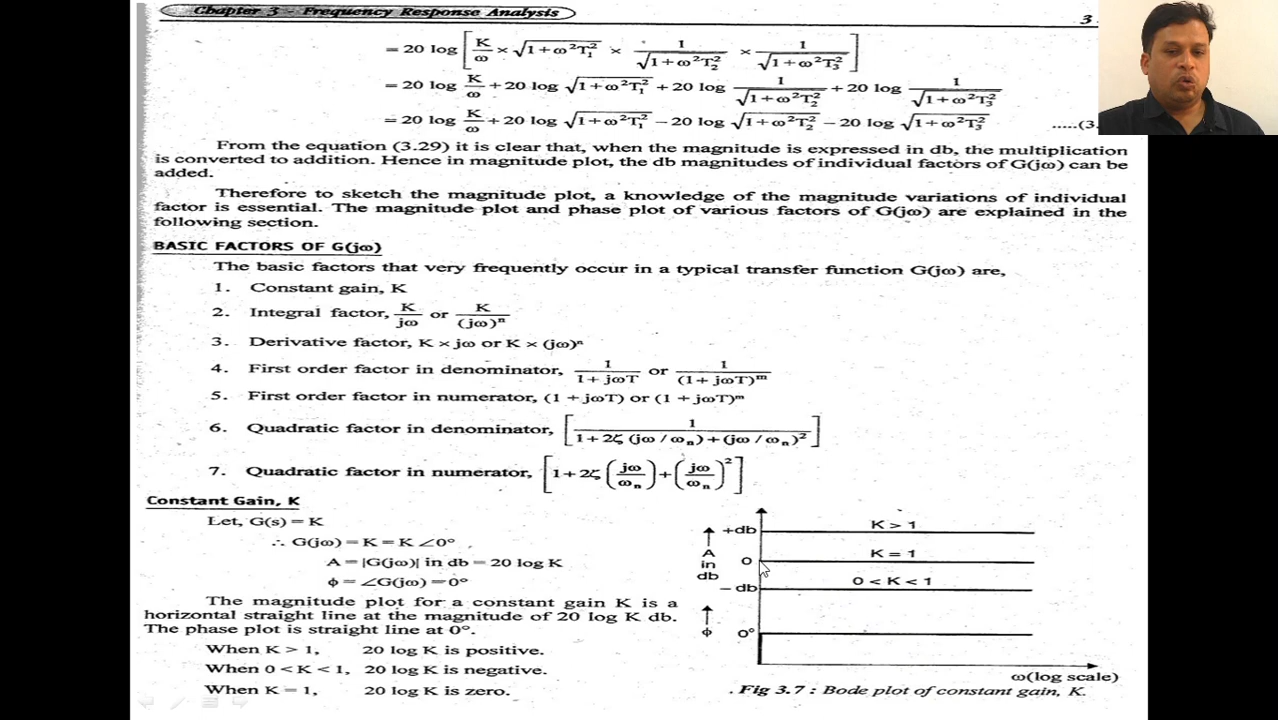 Chapter 3 - Frequency Response Analysis
3
= 20 log [ K/ω × √1 + ω²T₁² × 1/√1 + ω²T₂² × 1/√1 + ω²T₃² ]
= 20 log K/ω + 20 log √1 + ω²T₁² + 20 log 1/√1 + ω²T₂² + 20 log 1/√1 + ω²T₃²
= 20 log K/ω + 20 log √1 + ω²T₁² − 20 log √1 + ω²T₂² − 20 log √1 + ω²T₃² .....(3.
From the equation (3.29) it is clear that, when the magnitude is expressed in db, the multiplication
is converted to addition. Hence in magnitude plot, the db magnitudes of individual factors of G(jω) can be
added.
Therefore to sketch the magnitude plot, a knowledge of the magnitude variations of individual
factor is essential. The magnitude plot and phase plot of various factors of G(jω) are explained in the
following section.
BASIC FACTORS OF G(jω)
The basic factors that very frequently occur in a typical transfer function G(jω) are,
1. Constant gain, K
2. Integral factor, K/jω or K/(jω)ⁿ
3. Derivative factor, K × jω or K × (jω)ⁿ
4. First order factor in denominator, 1/1 + jωT or 1/(1 + jωT)ᵐ
5. First order factor in numerator, (1 + jωT) or (1 + jωT)ᵐ
6. Quadratic factor in denominator, [ 1/1 + 2ζ (jω / ωₙ) + (jω / ωₙ)² ]
7. Quadratic factor in numerator, [ 1 + 2ζ (jω/ωₙ) + (jω/ωₙ)² ]
Constant Gain, K
Let, G(s) = K
∴ G(jω) = K = K ∠0°
A = |G(jω)| in db = 20 log K
ϕ = ∠G(jω) = 0°
The magnitude plot for a constant gain K is a
horizontal straight line at the magnitude of 20 log K db.
The phase plot is straight line at 0°.
When K > 1, 20 log K is positive.
When 0 < K < 1, 20 log K is negative.
When K = 1, 20 log K is zero.
+db
K > 1
A
in
db
0
K = 1
− db
0 < K < 1
ϕ
0°
ω(log scale)
Fig 3.7 : Bode plot of constant gain, K.